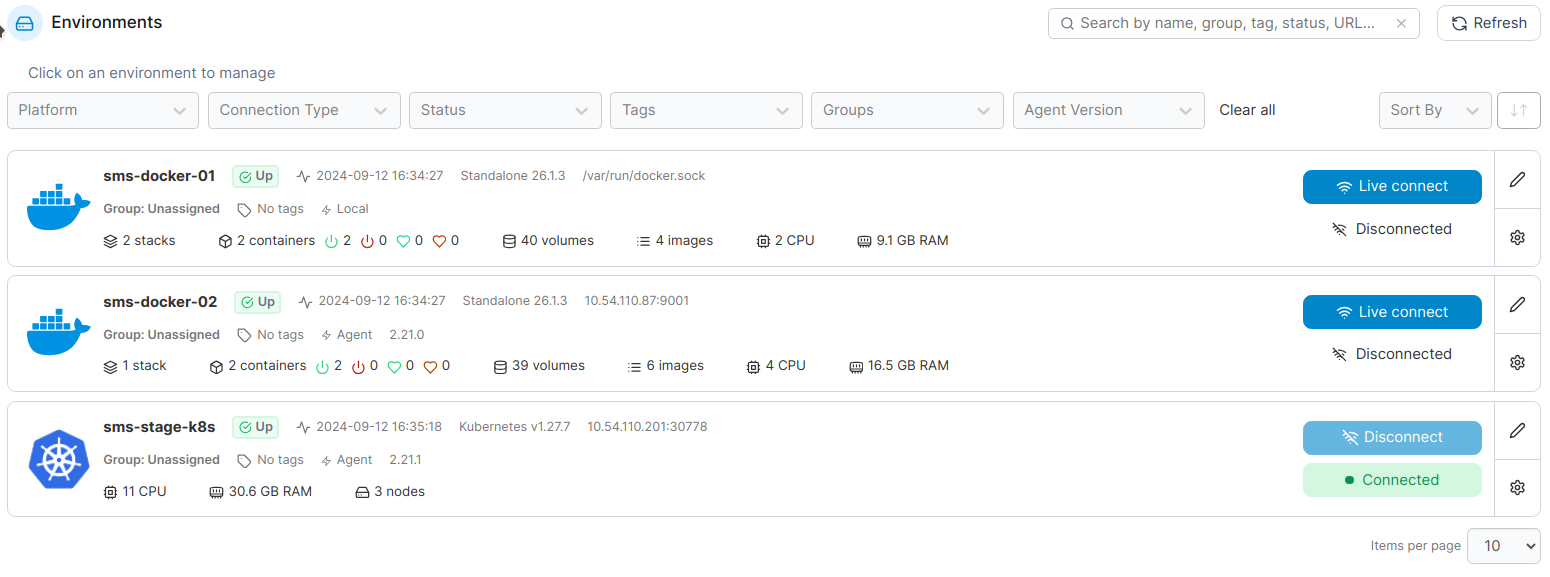 Environments
Search by name, group, tag, status, URL...
Refresh
Click on an environment to manage
Platform
Connection Type
Status
Tags
Groups
Agent Version
Clear all
Sort By
sms-docker-01 Up 2024-09-12 16:34:27 Standalone 26.1.3 /var/run/docker.sock
Group: Unassigned No tags Local
2 stacks 2 containers 2 0 0 0 40 volumes 4 images 2 CPU 9.1 GB RAM
Live connect
Disconnected
sms-docker-02 Up 2024-09-12 16:34:27 Standalone 26.1.3 10.54.110.87:9001
Group: Unassigned No tags Agent 2.21.0
1 stack 2 containers 2 0 0 0 39 volumes 6 images 4 CPU 16.5 GB RAM
Live connect
Disconnected
sms-stage-k8s Up 2024-09-12 16:35:18 Kubernetes v1.27.7 10.54.110.201:30778
Group: Unassigned No tags Agent 2.21.1
11 CPU 30.6 GB RAM 3 nodes
Disconnect
Connected
Items per page 10